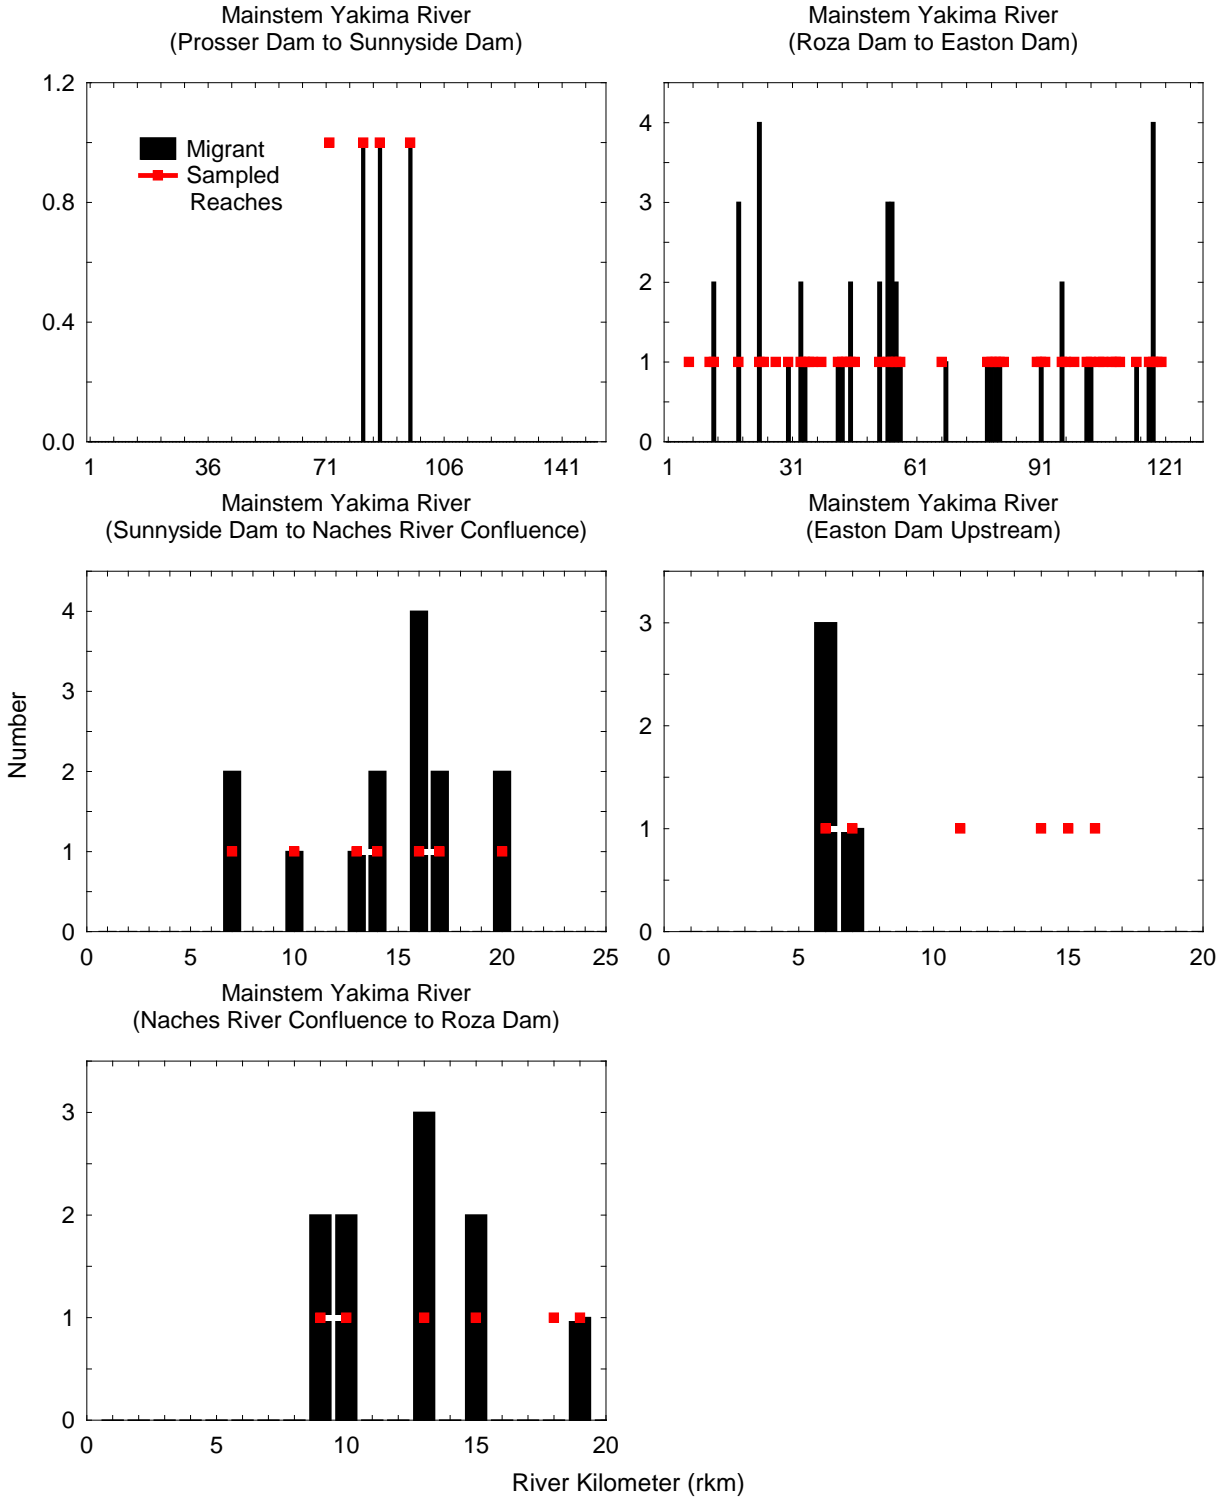 Mainstem Yakima River
(Prosser Dam to Sunnyside Dam)
1.2
0.8
0.4
0.0
Migrant
Sampled
Reaches
1 36 71 106 141
Mainstem Yakima River
(Roza Dam to Easton Dam)
4
3
2
1
0
1 31 61 91 121
Mainstem Yakima River
(Sunnyside Dam to Naches River Confluence)
4
3
2
1
0
0 5 10 15 20 25
Mainstem Yakima River
(Easton Dam Upstream)
3
2
1
0
0 5 10 15 20
Number
Mainstem Yakima River
(Naches River Confluence to Roza Dam)
3
2
1
0
0 5 10 15 20
River Kilometer (rkm)